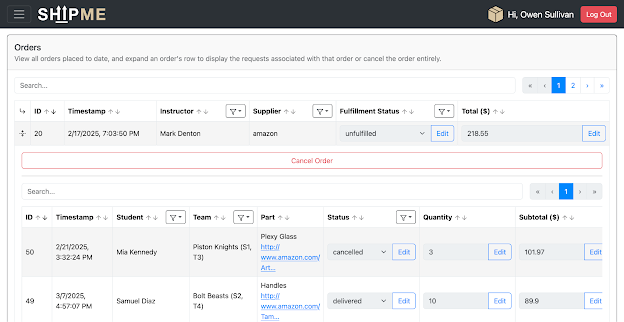 SHIPME
Hi, Owen Sullivan
Log Out
Orders
View all orders placed to date, and expand an order's row to display the requests associated with that order or cancel the order entirely.
Search...
« ‹ 1 2 › »
↳ ID ↑↓ Timestamp ↑↓ Instructor ↑↓ Supplier ↑↓ Fulfillment Status ↑↓ Total ($) ↑↓
20 2/17/2025, 7:03:50 PM Mark Denton amazon unfulfilled Edit 218.55 Edit
Cancel Order
Search...
« ‹ 1 › »
ID ↑↓ Timestamp ↑↓ Student ↑↓ Team ↑↓ Part ↑↓ Status ↑↓ Quantity ↑↓ Subtotal ($) ↑↓
50 2/21/2025, 3:32:24 PM Mia Kennedy Piston Knights (S1, T3) Plexy Glass http://www.amazon.com/Art... cancelled Edit 3 Edit 101.97 Edit
49 3/7/2025, 4:57:07 PM Samuel Diaz Bolt Beasts (S2, T4) Handles http://www.amazon.com/Tam... delivered Edit 10 Edit 89.9 Edit